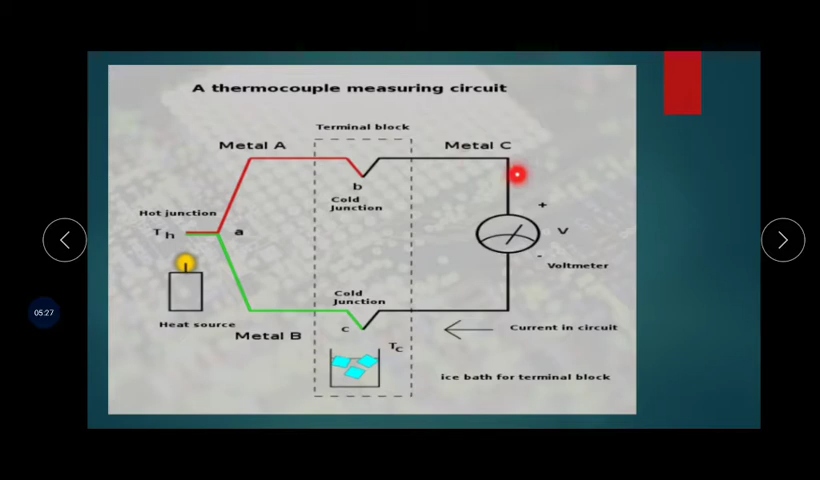 A thermocouple measuring circuit
Terminal block
Metal A
Metal C
b
Cold
Junction
Hot junction
Th
a
+
V
-
Voltmeter
05:27
Heat source
Metal B
Cold
Junction
c
Tc
Current in circuit
ice bath for terminal block